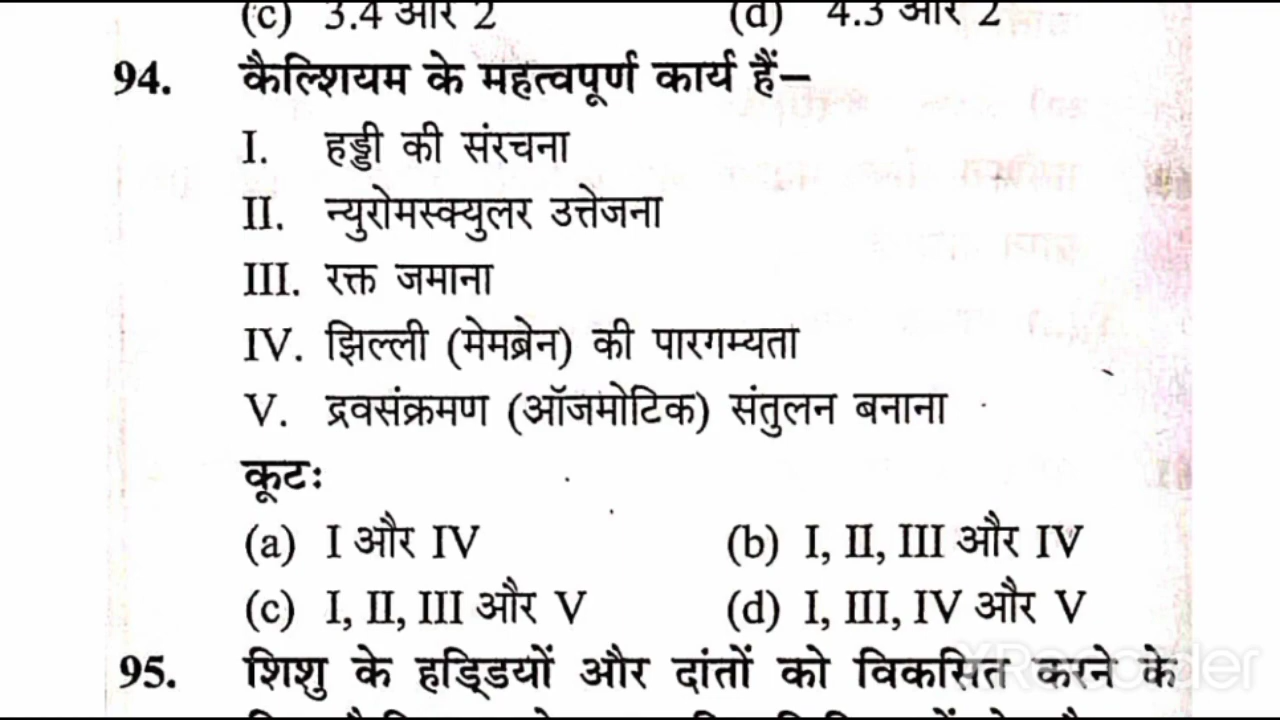 (c) 3.4 और 2 (d) 4.3 और 2
94. कैल्शियम के महत्वपूर्ण कार्य हैं–
I. हड्डी की संरचना
II. न्युरोमस्क्युलर उत्तेजना
III. रक्त जमाना
IV. झिल्ली (मेमब्रेन) की पारगम्यता
V. द्रवसंक्रमण (ऑजमोटिक) संतुलन बनाना
कूटः
(a) I और IV (b) I, II, III और IV
(c) I, II, III और V (d) I, III, IV और V
95. शिशु के हड्डियों और दांतों को विकसित करने के
XRecorder